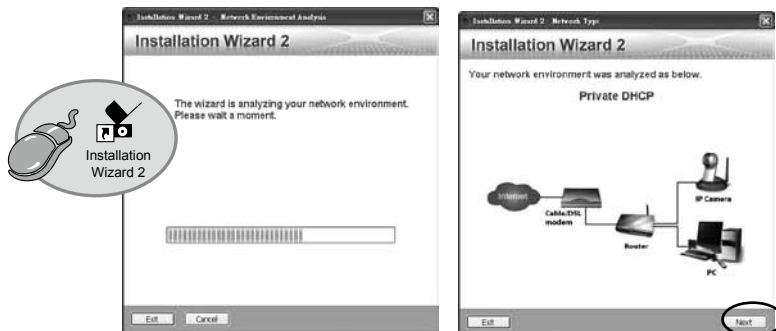 Installation
Wizard 2
Installation Wizard 2 - Network Environment Analysis
Installation Wizard 2
The wizard is analyzing your network environment.
Please wait a moment.
Exit
Cancel
Installation Wizard 2 Network Type
Installation Wizard 2
Your network environment was analyzed as below.
Private DHCP
Internet
Cable/DSL
modem
Router
IP Camera
PC
Exit
Next